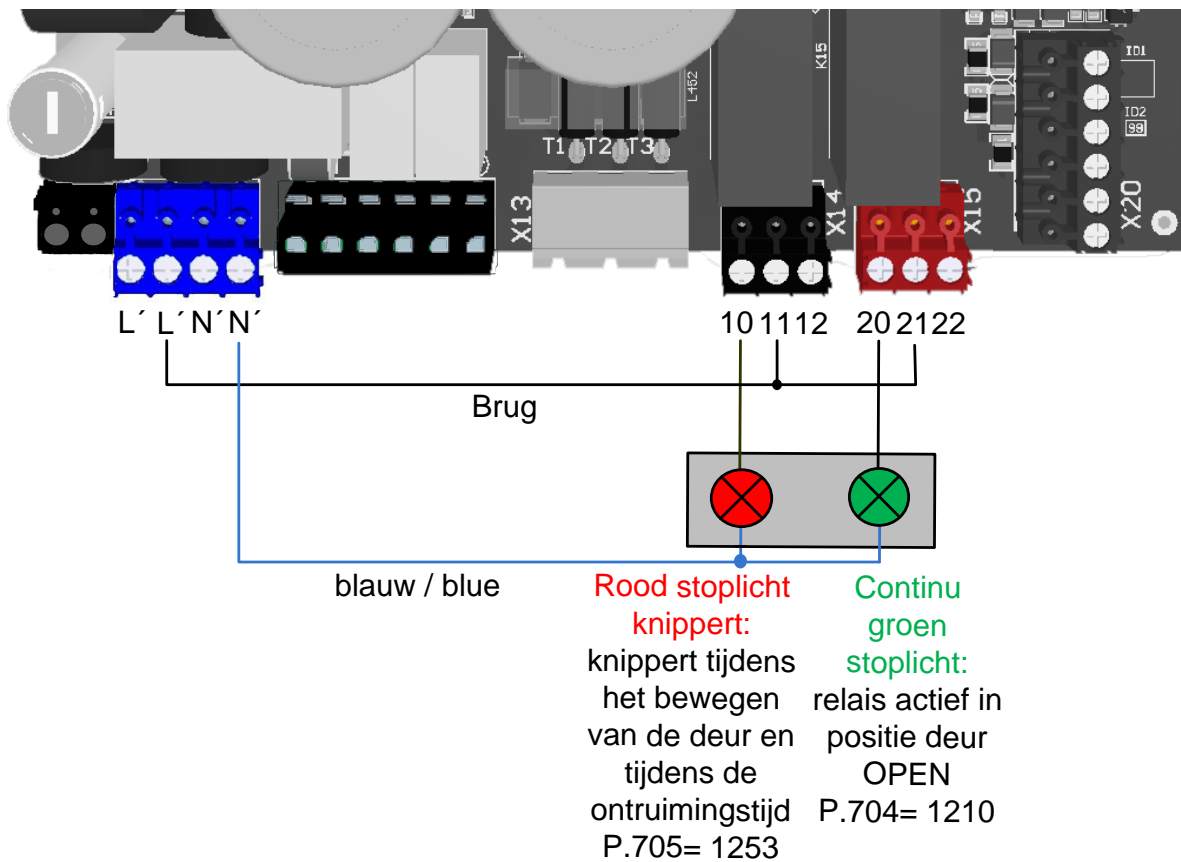 ID1
K15
L452
ID2
99
T1 T2 T3
X13
X14
X15
X20
L´ L´ N´ N´
10 11 12
20 21 22
Brug
blauw / blue
Rood stoplicht
knippert:
knippert tijdens
het bewegen
van de deur en
tijdens de
ontruimingstijd
P.705= 1253
Continu
groen
stoplicht:
relais actief in
positie deur
OPEN
P.704= 1210